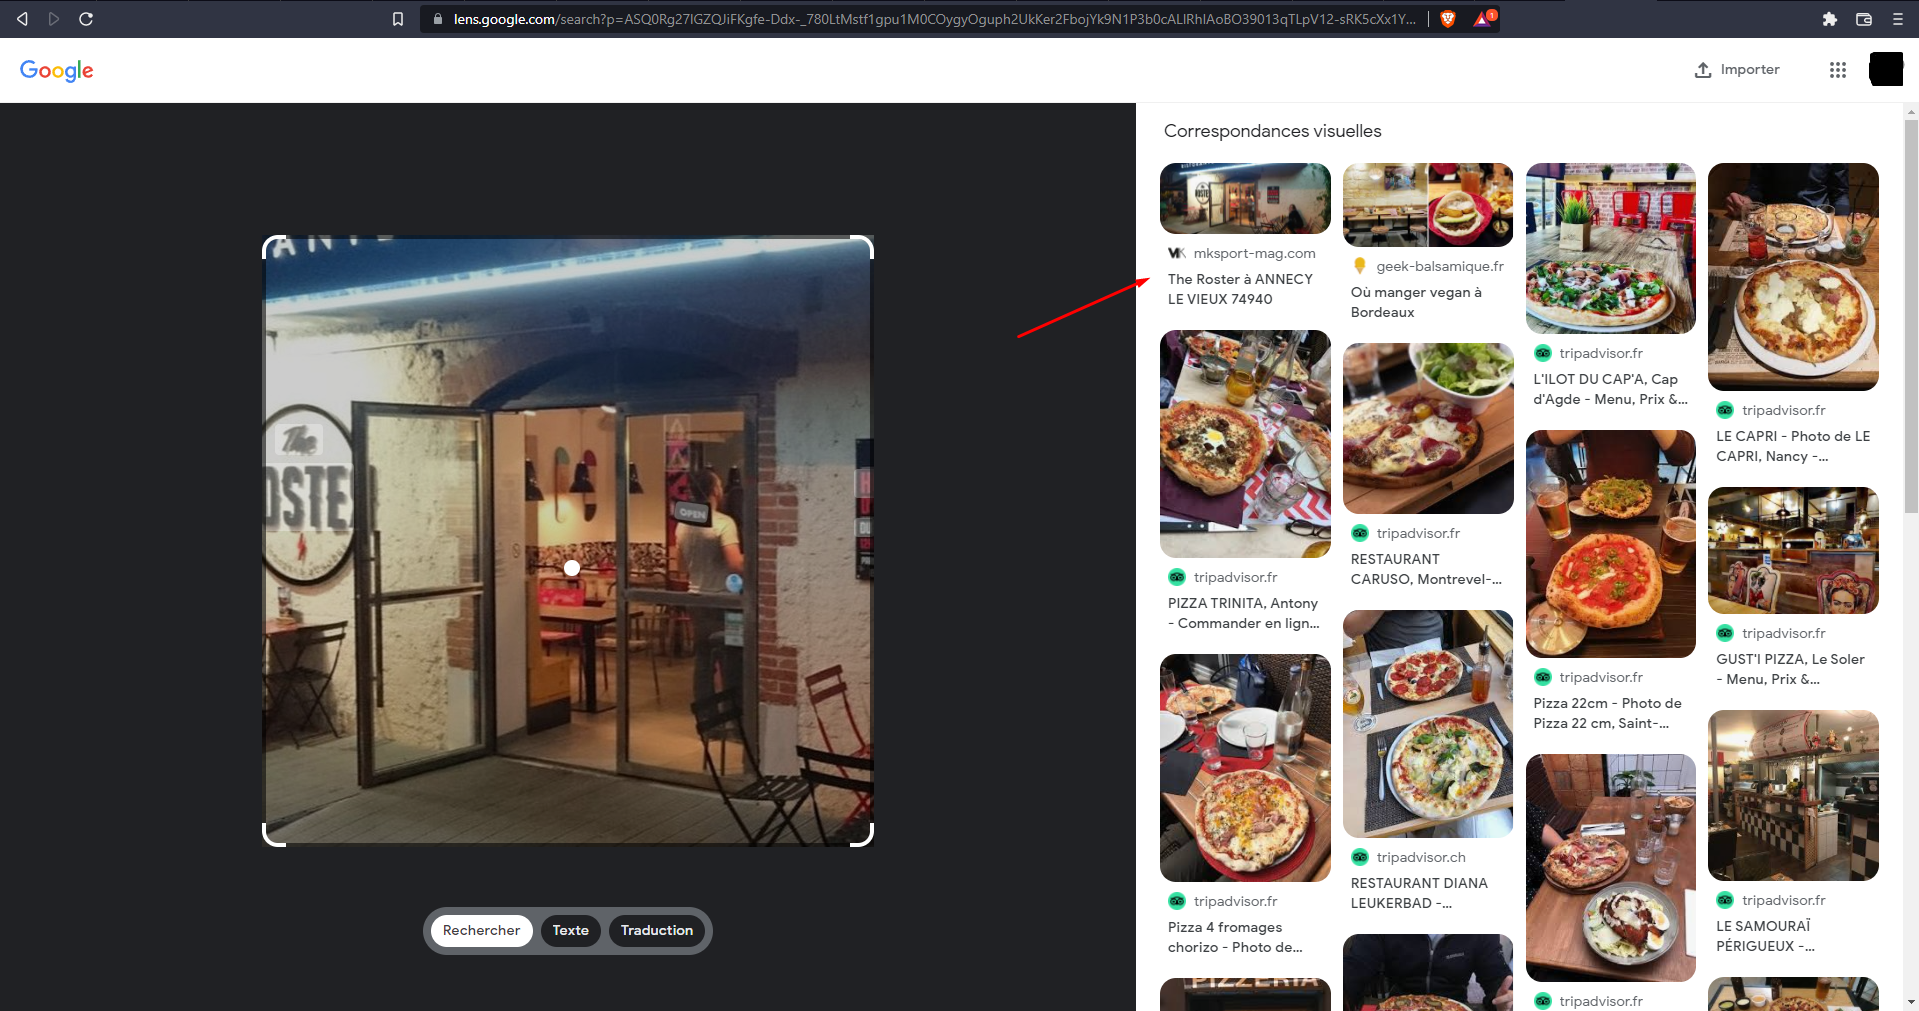 lens.google.com/search?p=ASQ0Rg27IGZQJiFKgfe-Ddx-_780LtMstf1gpu1M0COygyOguph2UkKer2FbojYk9N1P3b0cALIRhIAoBO39013qTLpV12-sRK5cXx1Y...
1
Google
Importer
ANTE
The
ROSTE
OPEN
DU
Rechercher
Texte
Traduction
Correspondances visuelles
mksport-mag.com
The Roster à ANNECY
LE VIEUX 74940
tripadvisor.fr
PIZZA TRINITA, Antony
- Commander en lign...
tripadvisor.fr
Pizza 4 fromages
chorizo - Photo de...
PIZZERIA
geek-balsamique.fr
Où manger vegan à
Bordeaux
tripadvisor.fr
RESTAURANT
CARUSO, Montrevel-...
tripadvisor.ch
RESTAURANT DIANA
LEUKERBAD -...
tripadvisor.fr
L'ILOT DU CAP'A, Cap
d'Agde - Menu, Prix &...
tripadvisor.fr
Pizza 22cm - Photo de
Pizza 22 cm, Saint-...
tripadvisor.fr
tripadvisor.fr
LE CAPRI - Photo de LE
CAPRI, Nancy -...
tripadvisor.fr
GUST'I PIZZA, Le Soler
- Menu, Prix &...
tripadvisor.fr
LE SAMOURAÏ
PÉRIGUEUX -...